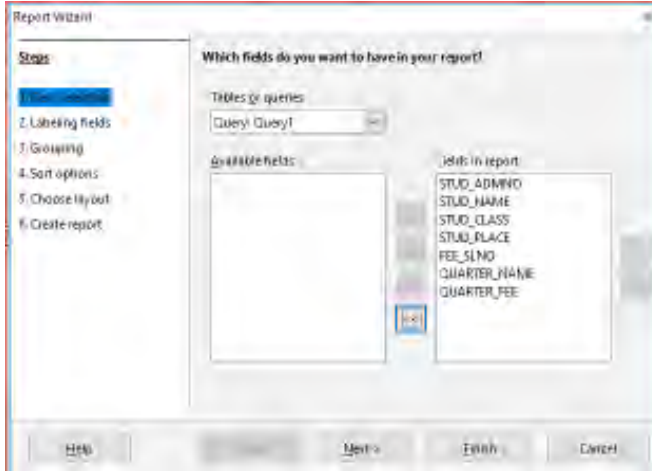 Report Wizard
Steps
2. Labeling fields
3. Grouping
4. Sort options
5. Choose layout
6. Create report
Which fields do you want to have in your report?
Tables or queries
Query: Query1
Available fields
Fields in report
STUD_ADMNO
STUD_NAME
STUD_CLASS
STUD_PLACE
FEE_SLNO
QUARTER_NAME
QUARTER_FEE
Help
Next >
Finish
Cancel